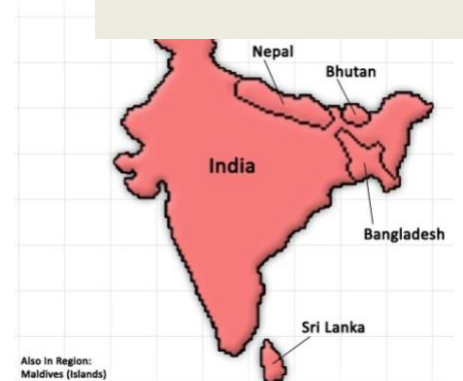 Nepal
Bhutan
India
Bangladesh
Sri Lanka
Also In Region:
Maldives (Islands)